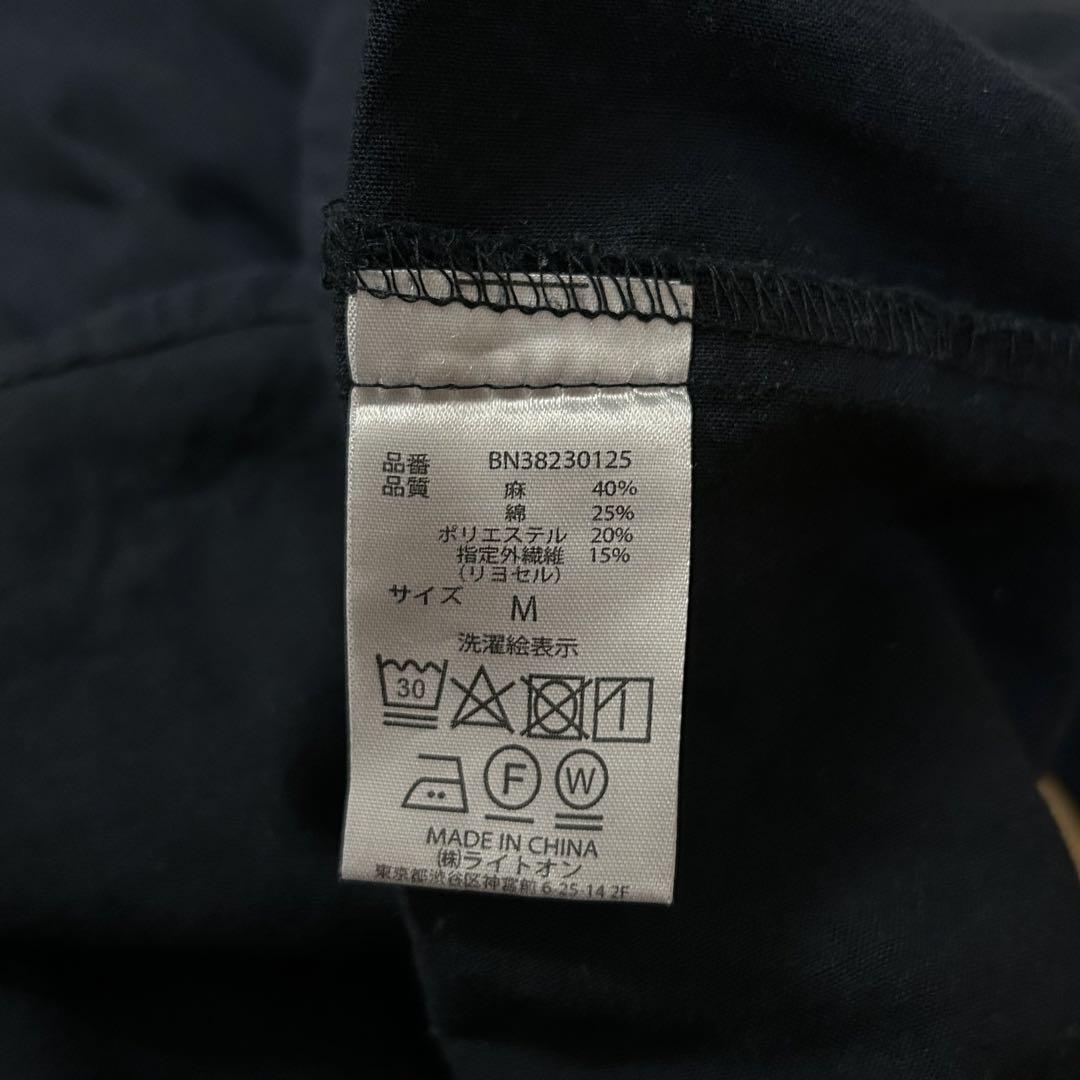 品番 BN38230125
品質 麻 40%
綿 25%
ポリエステル 20%
指定外繊維 15%
(リヨセル)
サイズ M
洗濯絵表示
30
F W
MADE IN CHINA
㈱ライトオン
東京都渋谷区神宮前 6-25-14 2F